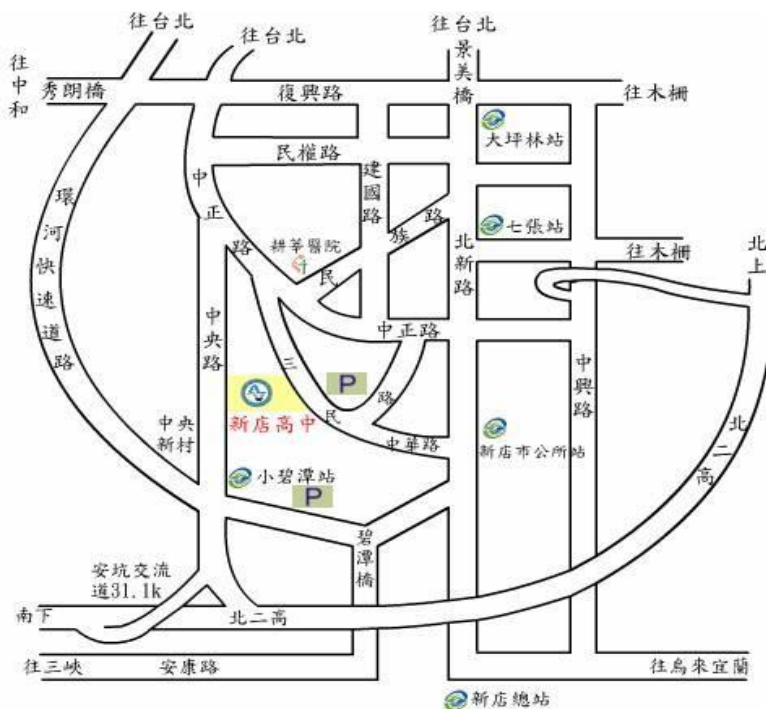 往台北
往台北
往台北
往中和
秀朗橋
復興路
景美橋
往木柵
大坪林站
民權路
建國路
中正路
民族路
七張站
北新路
往木柵
北上
耕莘醫院
環河快速道路
中央路
中正路
三民路
P
中興路
新店高中
中央
新村
中華路
新店市公所站
北二高
小碧潭站
P
碧潭橋
安坑交流
道31.1k
南下
北二高
往三峽
安康路
往烏來宜蘭
新店總站